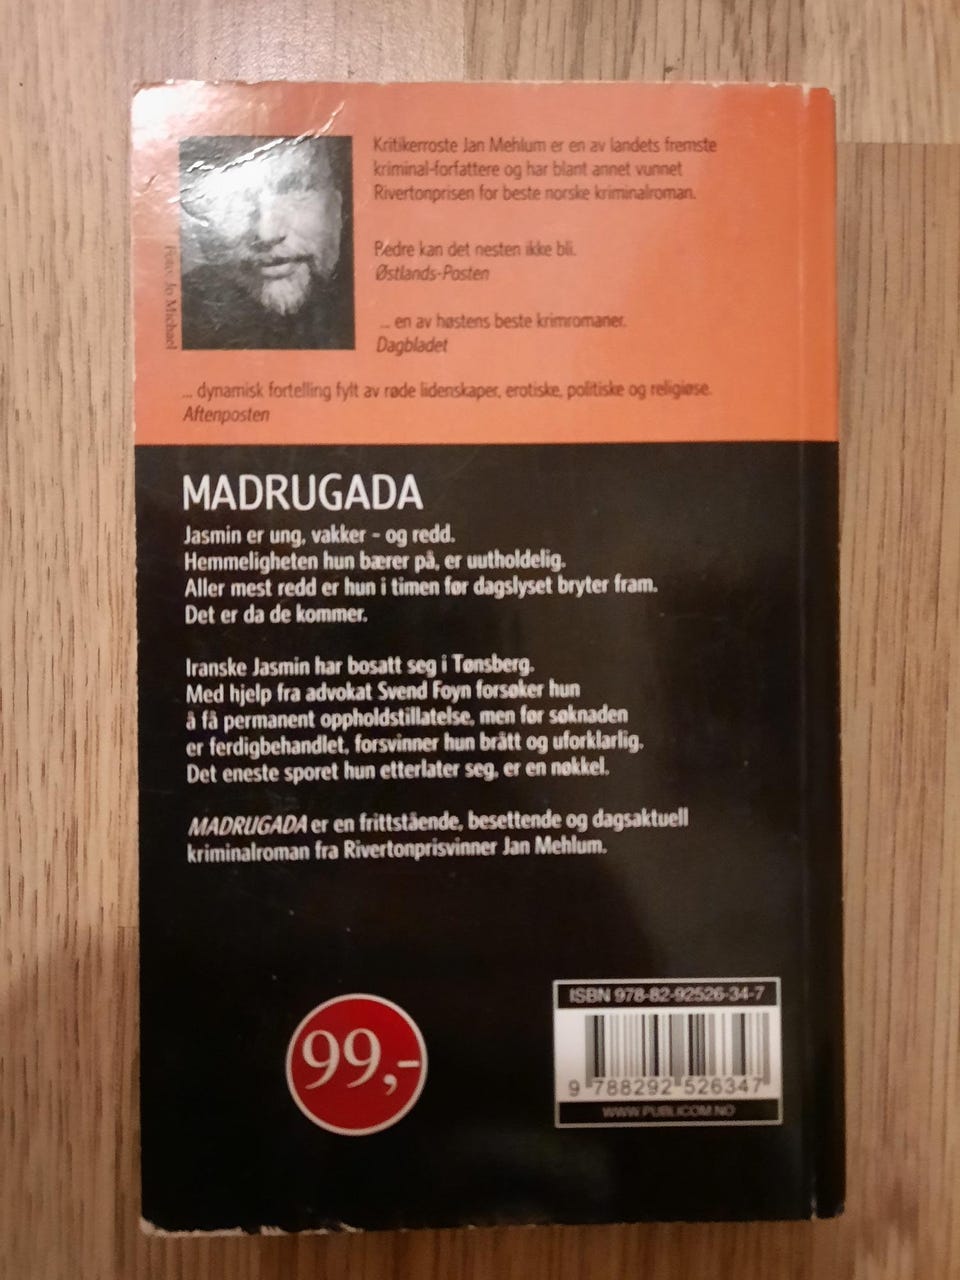 Kritikerroste Jan Mehlum er en av landets fremste
kriminal-forfattere og har blant annet vunnet
Rivertonprisen for beste norske kriminalroman.
Bedre kan det nesten ikke bli.
Østlands-Posten
... en av høstens beste krimromaner.
Dagbladet
Foto: Jo Michael
... dynamisk fortelling fylt av røde lidenskaper, erotiske, politiske og religiøse.
Aftenposten
MADRUGADA
Jasmin er ung, vakker - og redd.
Hemmeligheten hun bærer på, er uutholdelig.
Aller mest redd er hun i timen før dagslyset bryter fram.
Det er da de kommer.
Iranske Jasmin har bosatt seg i Tønsberg.
Med hjelp fra advokat Svend Foyn forsøker hun
å få permanent oppholdstillatelse, men før søknaden
er ferdigbehandlet, forsvinner hun brått og uforklarlig.
Det eneste sporet hun etterlater seg, er en nøkkel.
MADRUGADA er en frittstående, besettende og dagsaktuell
kriminalroman fra Rivertonprisvinner Jan Mehlum.
99,-
ISBN 978-82-92526-34-7
9 788292 526347
WWW.PUBLICOM.NO